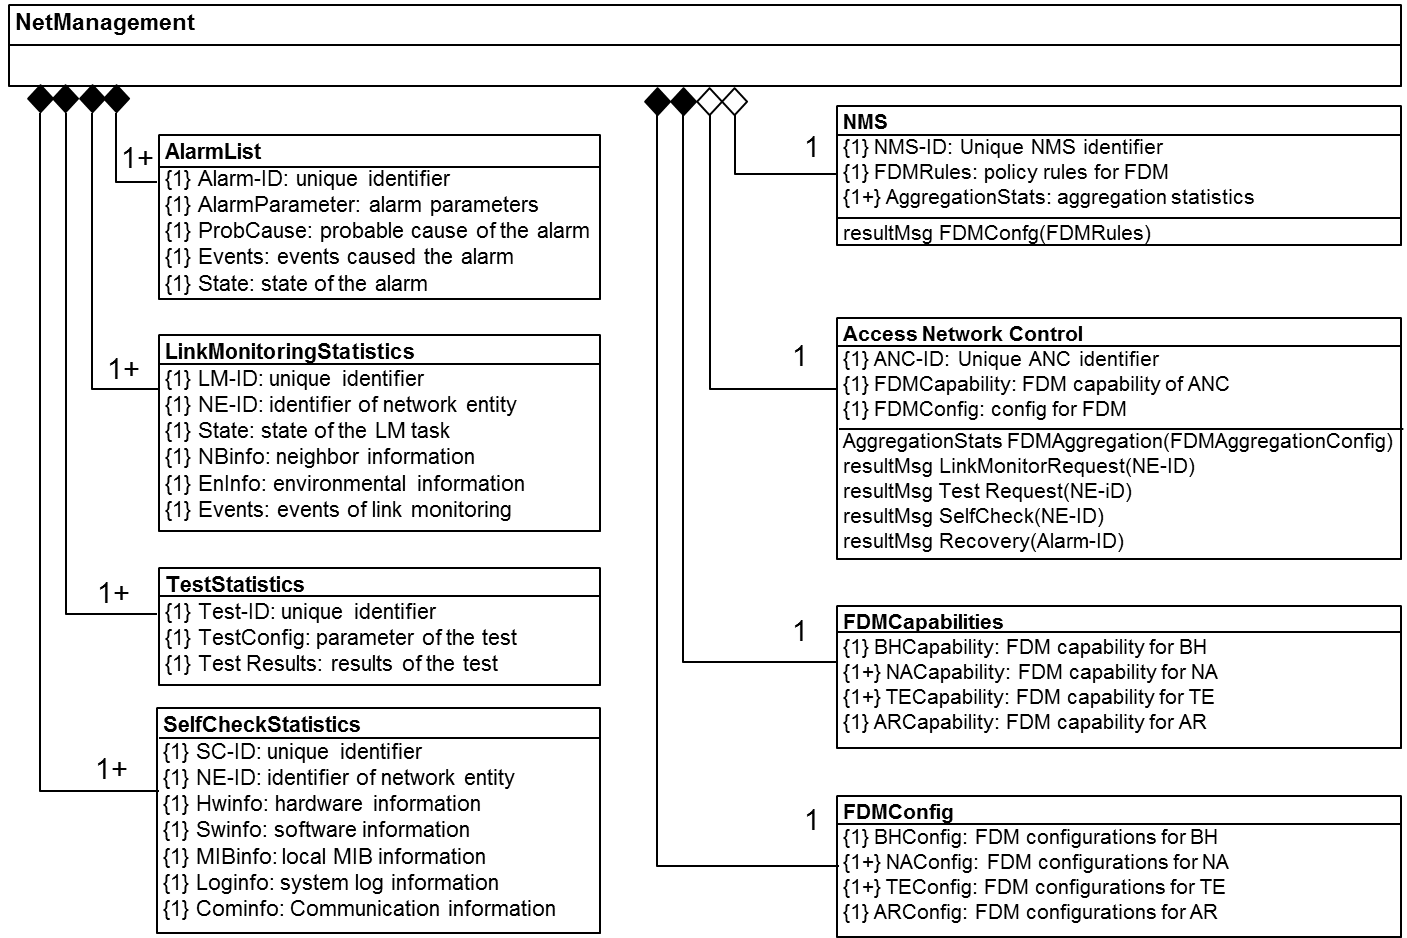 NetManagement
1+
AlarmList
{1} Alarm-ID: unique identifier
{1} AlarmParameter: alarm parameters
{1} ProbCause: probable cause of the alarm
{1} Events: events caused the alarm
{1} State: state of the alarm
1+
LinkMonitoringStatistics
{1} LM-ID: unique identifier
{1} NE-ID: identifier of network entity
{1} State: state of the LM task
{1} NBinfo: neighbor information
{1} EnInfo: environmental information
{1} Events: events of link monitoring
1+
TestStatistics
{1} Test-ID: unique identifier
{1} TestConfig: parameter of the test
{1} Test Results: results of the test
1+
SelfCheckStatistics
{1} SC-ID: unique identifier
{1} NE-ID: identifier of network entity
{1} Hwinfo: hardware information
{1} Swinfo: software information
{1} MIBinfo: local MIB information
{1} Loginfo: system log information
{1} Cominfo: Communication information
1
NMS
{1} NMS-ID: Unique NMS identifier
{1} FDMRules: policy rules for FDM
{1+} AggregationStats: aggregation statistics
resultMsg FDMConfg(FDMRules)
1
Access Network Control
{1} ANC-ID: Unique ANC identifier
{1} FDMCapability: FDM capability of ANC
{1} FDMConfig: config for FDM
AggregationStats FDMAggregation(FDMAggregationConfig)
resultMsg LinkMonitorRequest(NE-ID)
resultMsg Test Request(NE-iD)
resultMsg SelfCheck(NE-ID)
resultMsg Recovery(Alarm-ID)
1
FDMCapabilities
{1} BHCapability: FDM capability for BH
{1+} NACapability: FDM capability for NA
{1+} TECapability: FDM capability for TE
{1} ARCapability: FDM capability for AR
1
FDMConfig
{1} BHConfig: FDM configurations for BH
{1+} NAConfig: FDM configurations for NA
{1+} TEConfig: FDM configurations for TE
{1} ARConfig: FDM configurations for AR